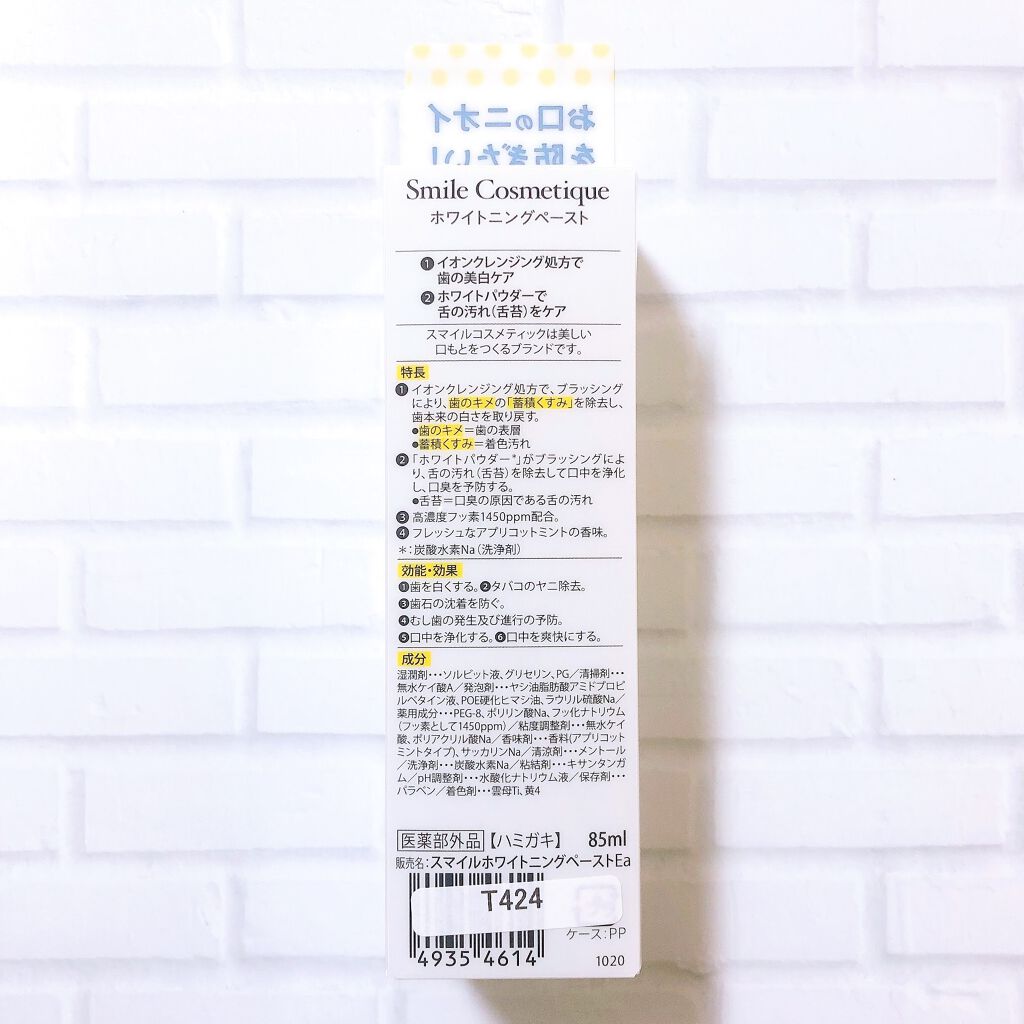 お口のニオイ
を防ぎたい!
Smile Cosmetique
ホワイトニングペースト
❶イオンクレンジング処方で
歯の美白ケア
❷ホワイトパウダーで
舌の汚れ(舌苔)をケア
スマイルコスメティックは美しい
口もとをつくるブランドです。
特長
❶イオンクレンジング処方で、ブラッシング
により、歯のキメの「蓄積くすみ」を除去し、
歯本来の白さを取り戻す。
●歯のキメ=歯の表層
●蓄積くすみ=着色汚れ
❷「ホワイトパウダー*」がブラッシングによ
り、舌の汚れ(舌苔)を除去して口中を浄化
し、口臭を予防する。
●舌苔=口臭の原因である舌の汚れ
❸高濃度フッ素1450ppm配合。
❹フレッシュなアプリコットミントの香味。
*:炭酸水素Na(洗浄剤)
効能・効果
❶歯を白くする。❷タバコのヤニ除去。
❸歯石の沈着を防ぐ。
❹むし歯の発生及び進行の予防。
❺口中を浄化する。❻口中を爽快にする。
成分
湿潤剤･･･ソルビット液、グリセリン、PG/清掃剤･･･
無水ケイ酸A/発泡剤･･･ヤシ油脂肪酸アミドプロピ
ルベタイン液、POE硬化ヒマシ油、ラウリル硫酸Na/
薬用成分･･･PEG-8、ポリリン酸Na、フッ化ナトリウム
(フッ素として1450ppm)/粘度調整剤･･･無水ケイ
酸、ポリアクリル酸Na/香味剤･･･香料(アプリコット
ミントタイプ)、サッカリンNa/清涼剤･･･メントール
/洗浄剤･･･炭酸水素Na/粘結剤･･･キサンタンガ
ム/pH調整剤･･･水酸化ナトリウム液/保存剤･･･
パラベン/着色剤･･･雲母Ti、黄4
医薬部外品【ハミガキ】 85ml
販売名:スマイルホワイトニングペーストEa
T424
ケース:PP
4935 4614
1020